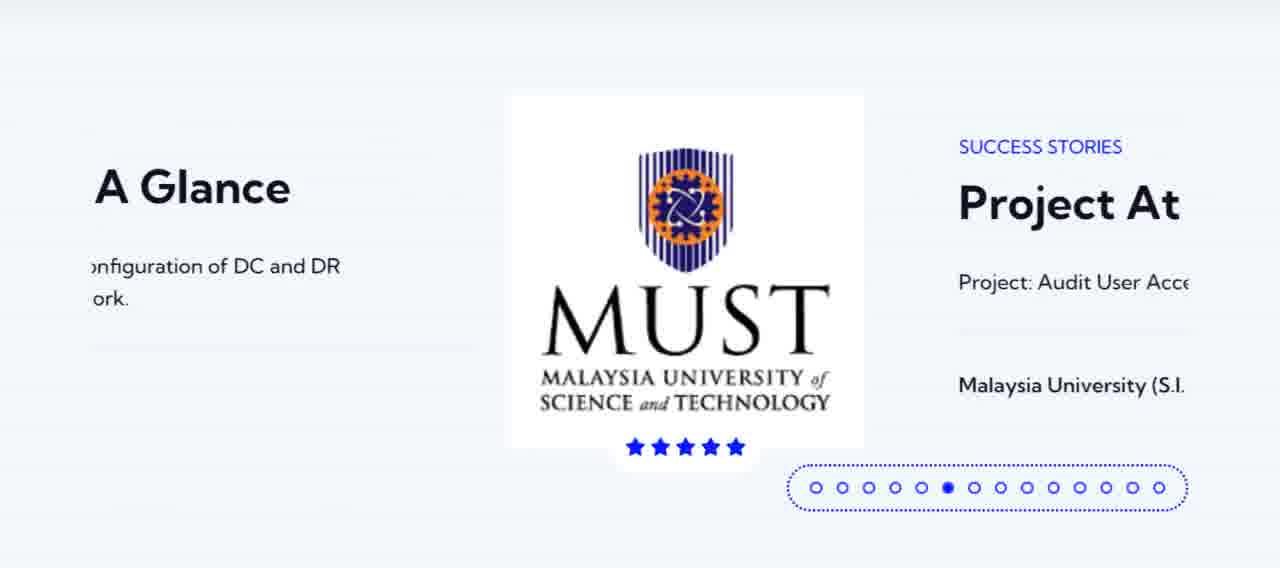 A Glance
onfiguration of DC and DR
ork.
MUST
MALAYSIA UNIVERSITY of
SCIENCE and TECHNOLOGY
SUCCESS STORIES
Project At
Project: Audit User Acce
Malaysia University (S.I.